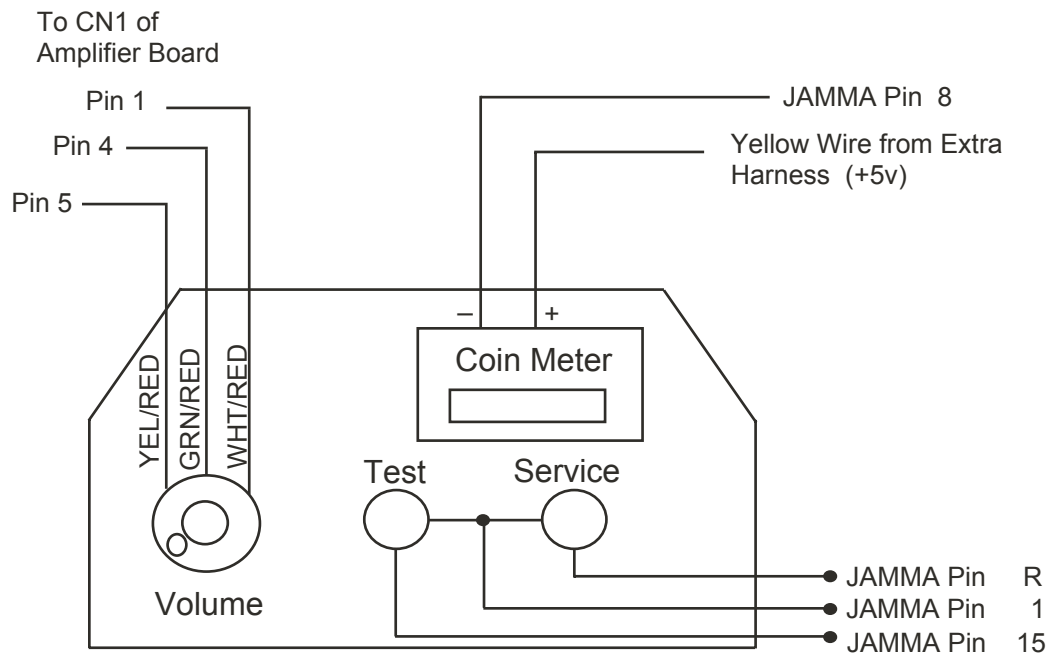 To CN1 of
Amplifier Board
Pin 1
Pin 4
Pin 5
JAMMA Pin 8
Yellow Wire from Extra
Harness (+5v)
– +
Coin Meter
YEL/RED
GRN/RED
WHT/RED
Test
Service
Volume
JAMMA Pin R
JAMMA Pin 1
JAMMA Pin 15